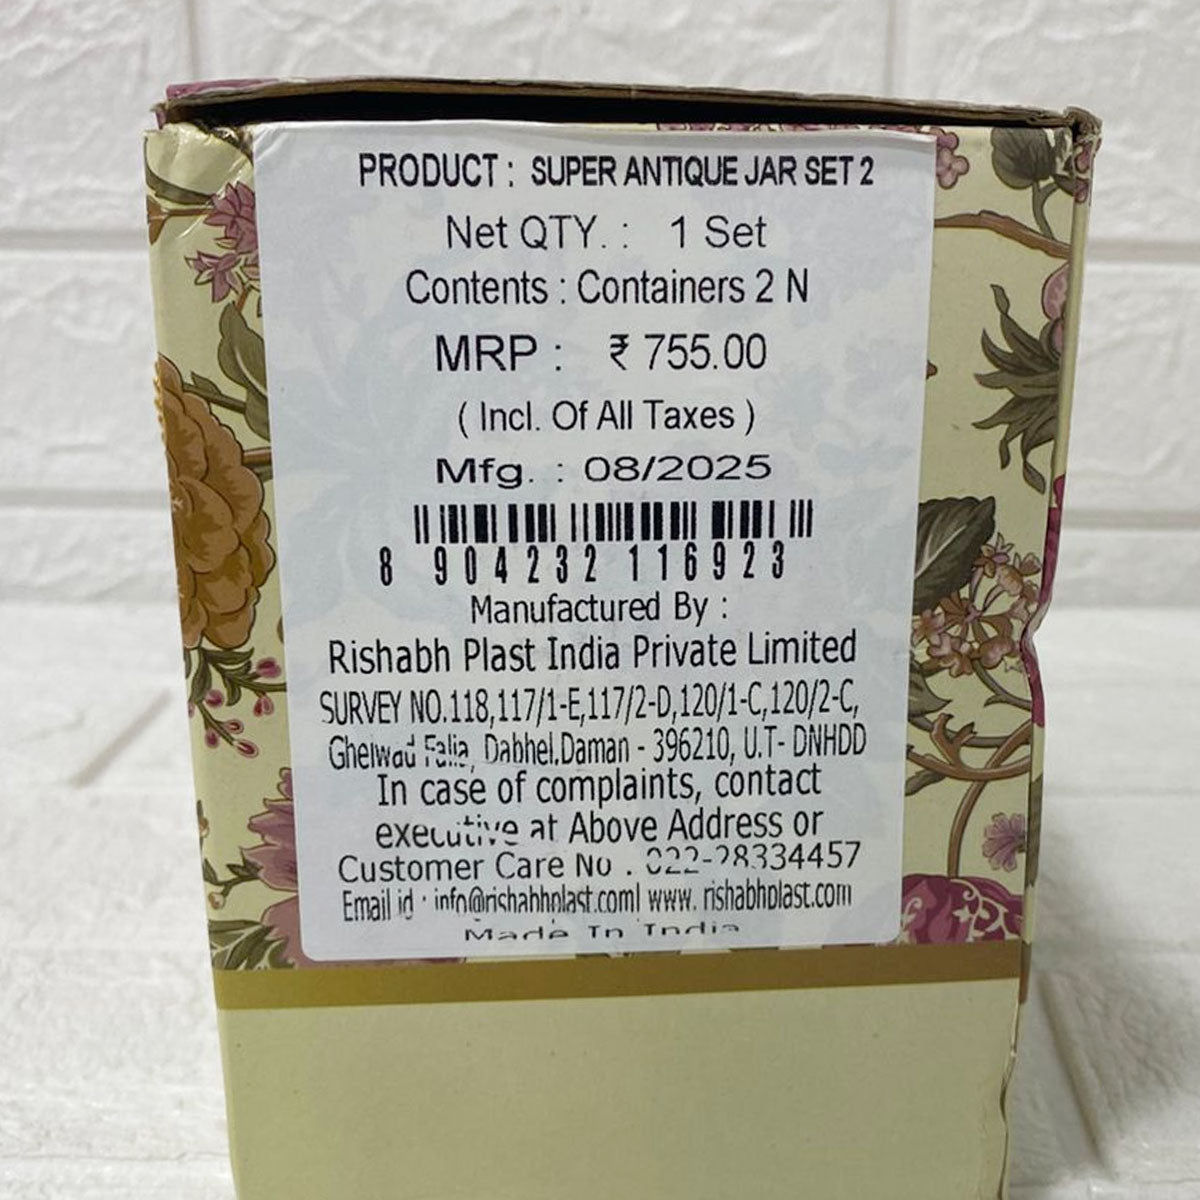 PRODUCT : SUPER ANTIQUE JAR SET 2
Net QTY. : 1 Set
Contents : Containers 2 N
MRP : ₹ 755.00
( Incl. Of All Taxes )
Mfg. : 08/2025
8 904232 116923
Manufactured By :
Rishabh Plast India Private Limited
SURVEY NO.118,117/1-E,117/2-D,120/1-C,120/2-C,
Ghelwad Falia, Dabhel,Daman - 396210, U.T- DNHDD
In case of complaints, contact
executive at Above Address or
Customer Care No . 022-28334457
Email id : info@rishabhplast.com| www. rishabhplast.com
Made In India